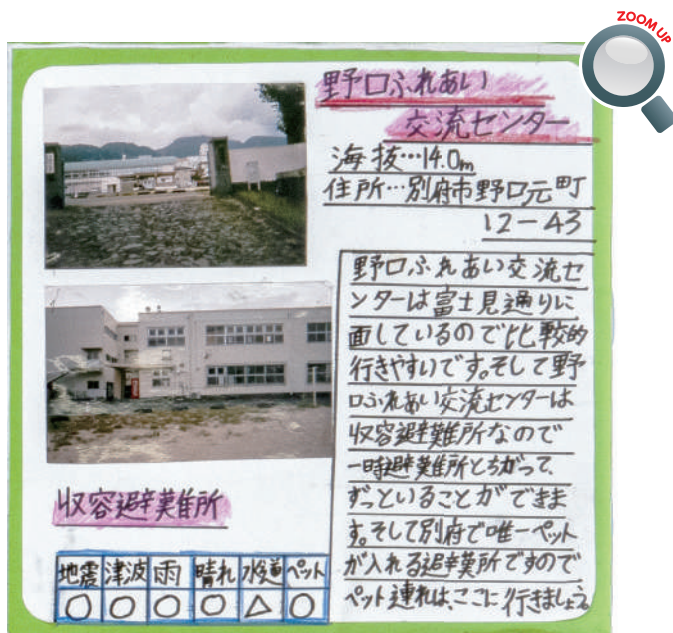 ZOOM UP
野口ふれあい
交流センター
海抜…14.0m
住所…別府市野口元町
12-43
野口ふれあい交流セ
ンターは富士見通りに
面しているので比較的
行きやすいです。そして野
口ふれあい交流センターは
収容避難所なので
一時避難所とちがって、
ずっといることができま
す。そして別府で唯一ペット
が入れる避難所ですので
ペット連れは、ここに行きましょう。
収容避難所
地震 津波 雨 晴れ 水道 ペット
○ ○ ○ ○ △ ○